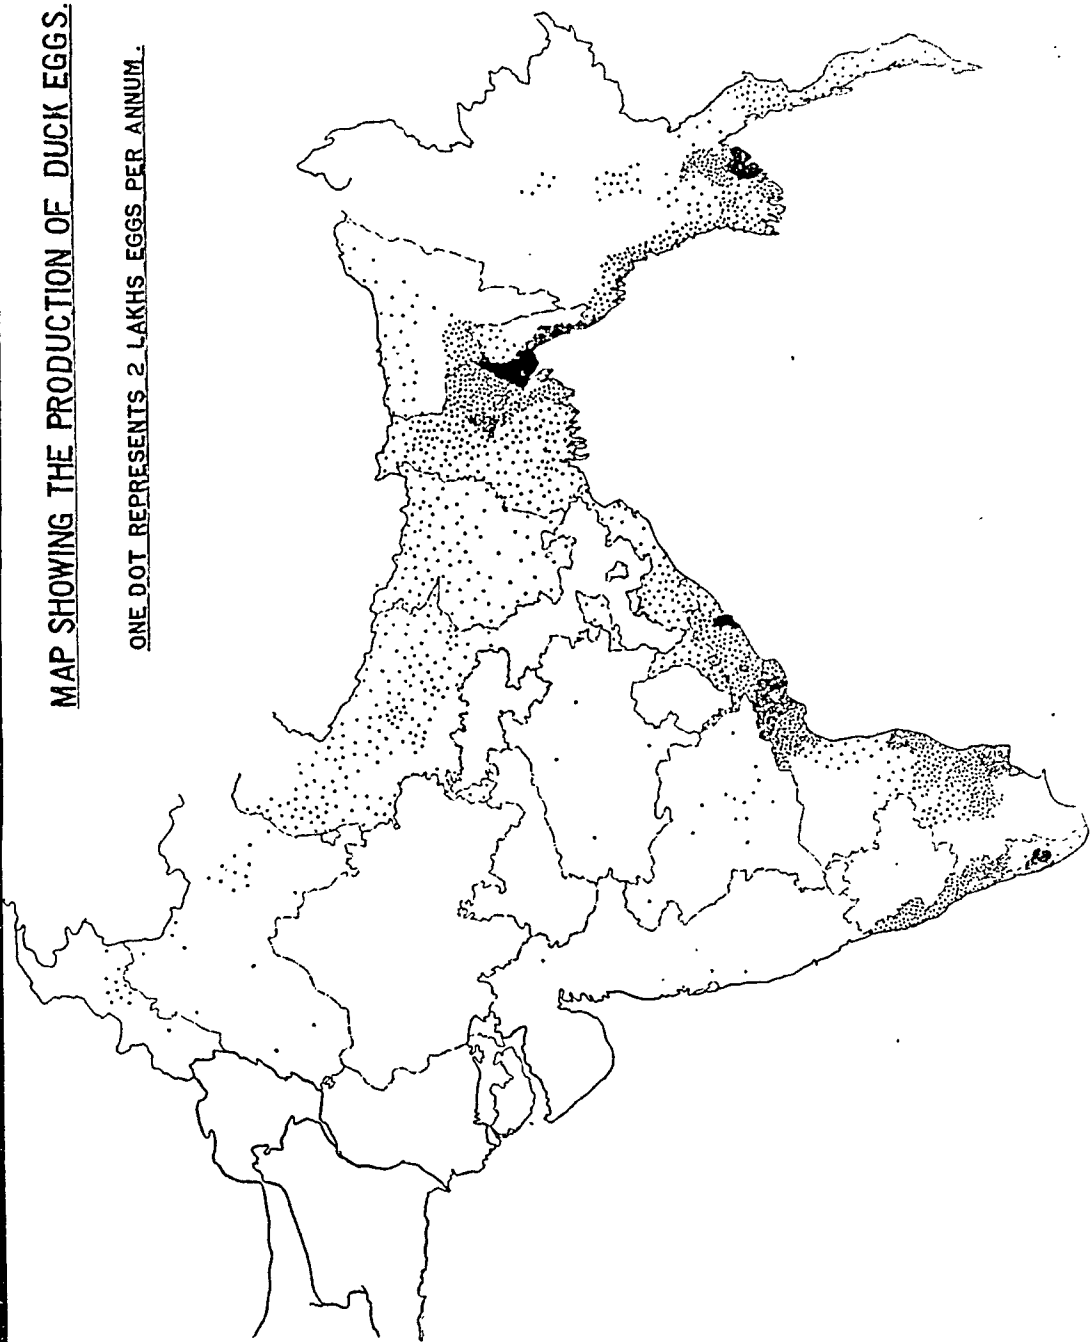 MAP SHOWING THE PRODUCTION OF DUCK EGGS.
ONE DOT REPRESENTS 2 LAKHS EGGS PER ANNUM.